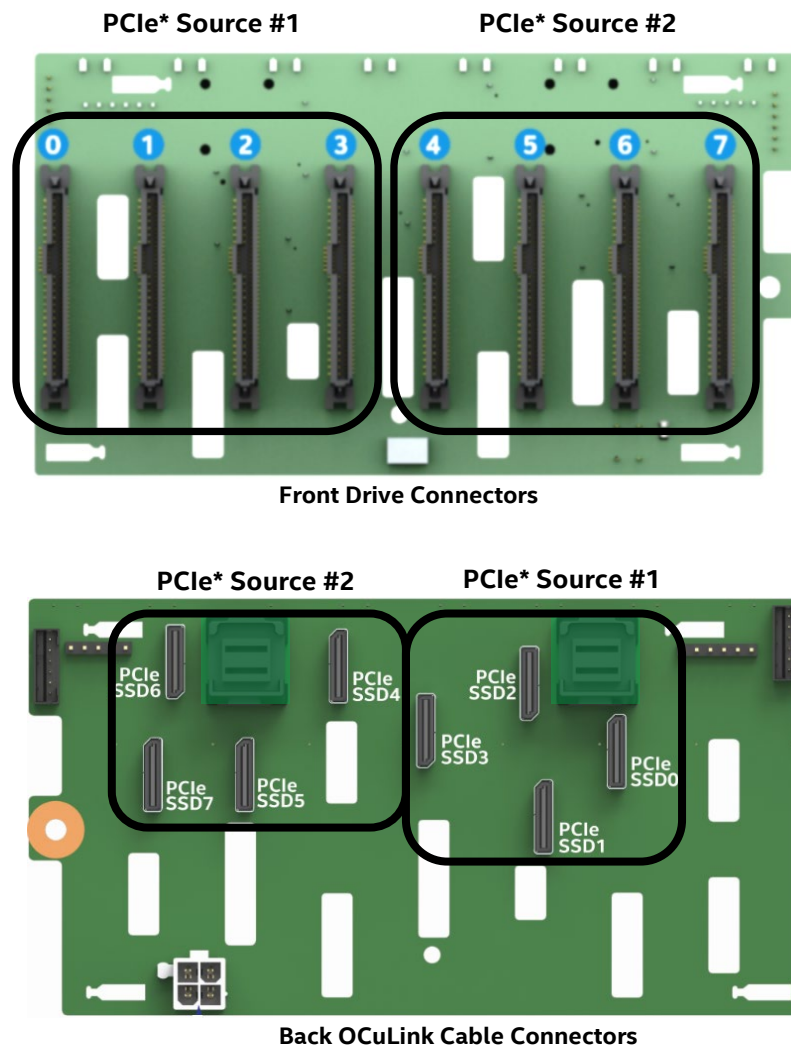 PCIe* Source #1
PCIe* Source #2
0
1
2
3
4
5
6
7
Front Drive Connectors
PCIe* Source #2
PCIe* Source #1
PCIe
SSD6
PCIe
SSD4
PCIe
SSD2
PCIe
SSD3
PCIe
SSD0
PCIe
SSD7
PCIe
SSD5
PCIe
SSD1
Back OCuLink Cable Connectors